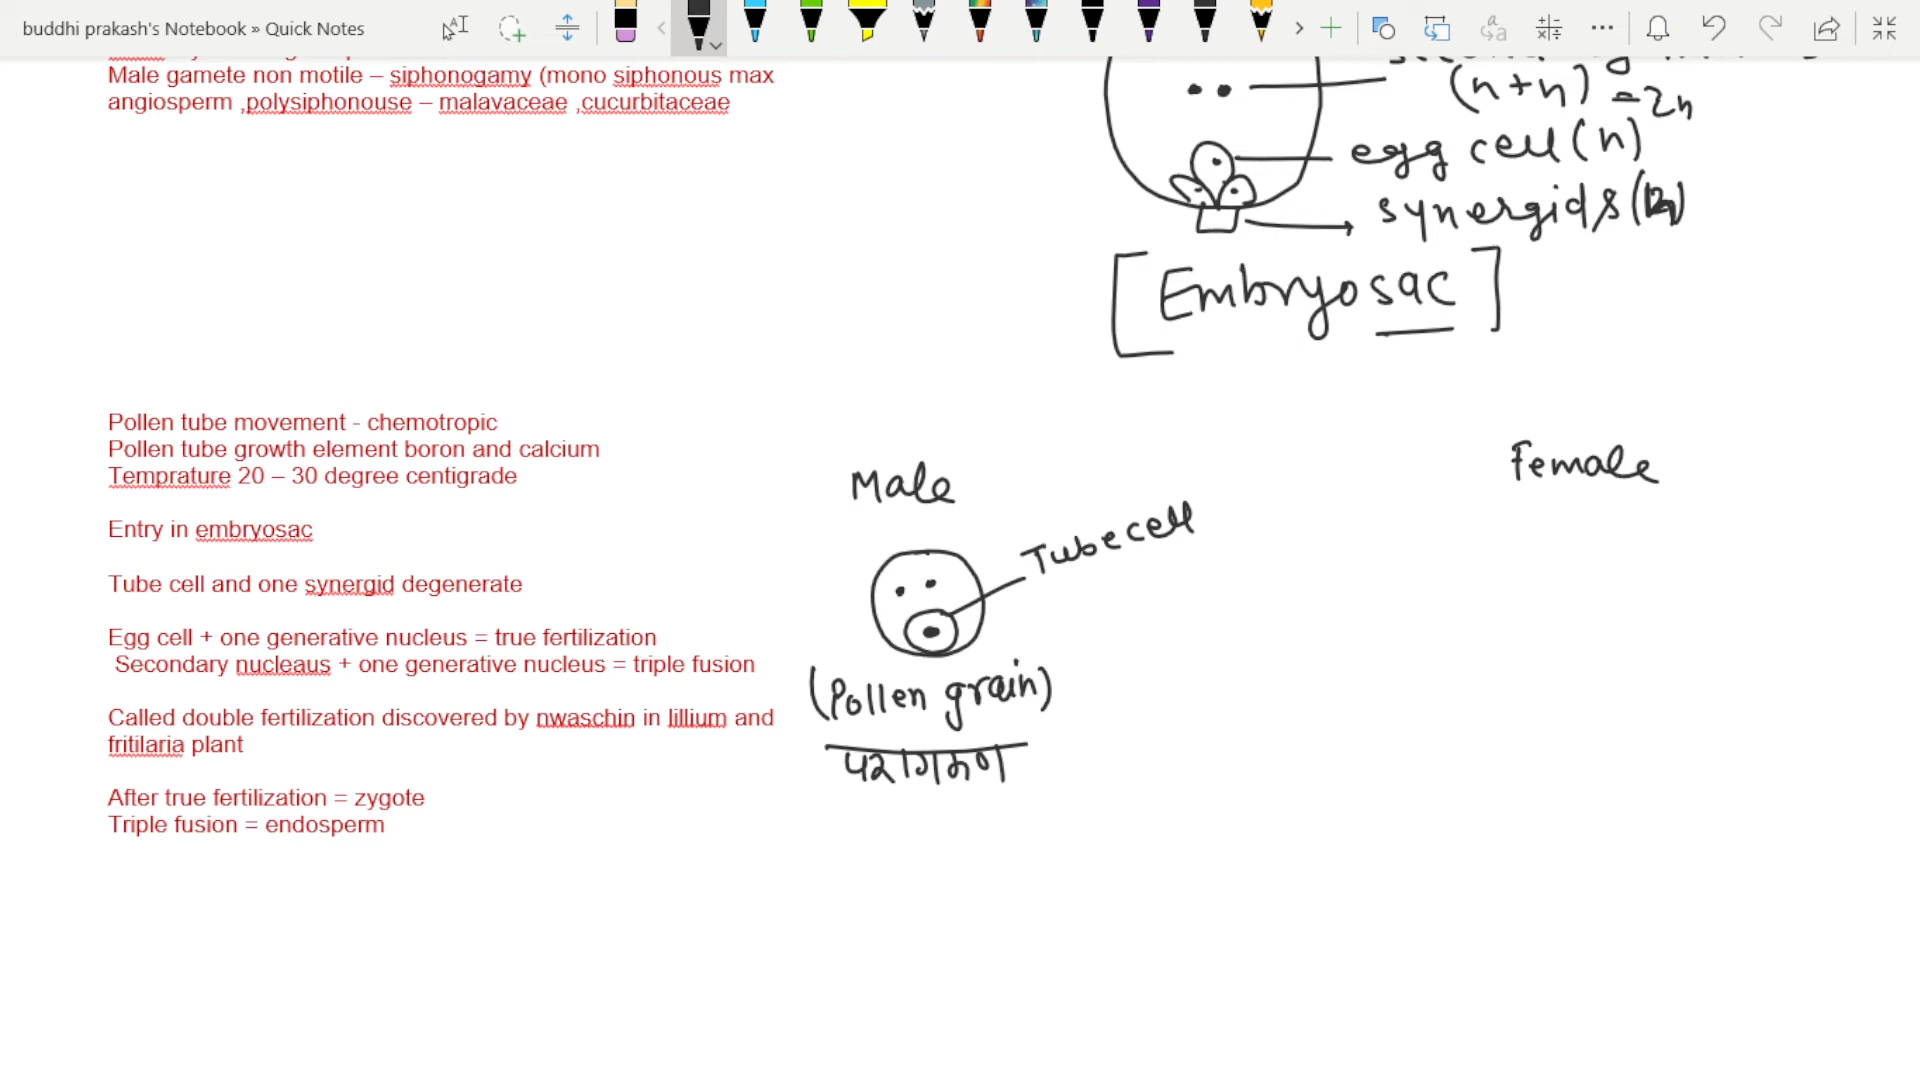 buddhi prakash's Notebook » Quick Notes
Male gamete non motile – siphonogamy (mono siphonous max
angiosperm ,polysiphonouse – malavaceae ,cucurbitaceae
(n+n) =2n
egg cell (n)
synergids
[Embryosac]
Pollen tube movement - chemotropic
Pollen tube growth element boron and calcium
Temprature 20 – 30 degree centigrade
Entry in embryosac
Tube cell and one synergid degenerate
Egg cell + one generative nucleus = true fertilization
Secondary nucleaus + one generative nucleus = triple fusion
Called double fertilization discovered by nwaschin in lillium and
fritilaria plant
After true fertilization = zygote
Triple fusion = endosperm
Male
Female
Tube cell
(Pollen grain)
परागकण